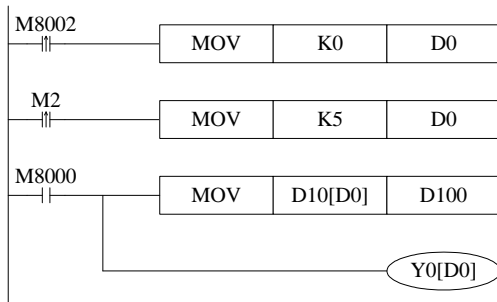 M8002
MOV K0 D0
M2
MOV K5 D0
M8000
MOV D10[D0] D100
Y0[D0]